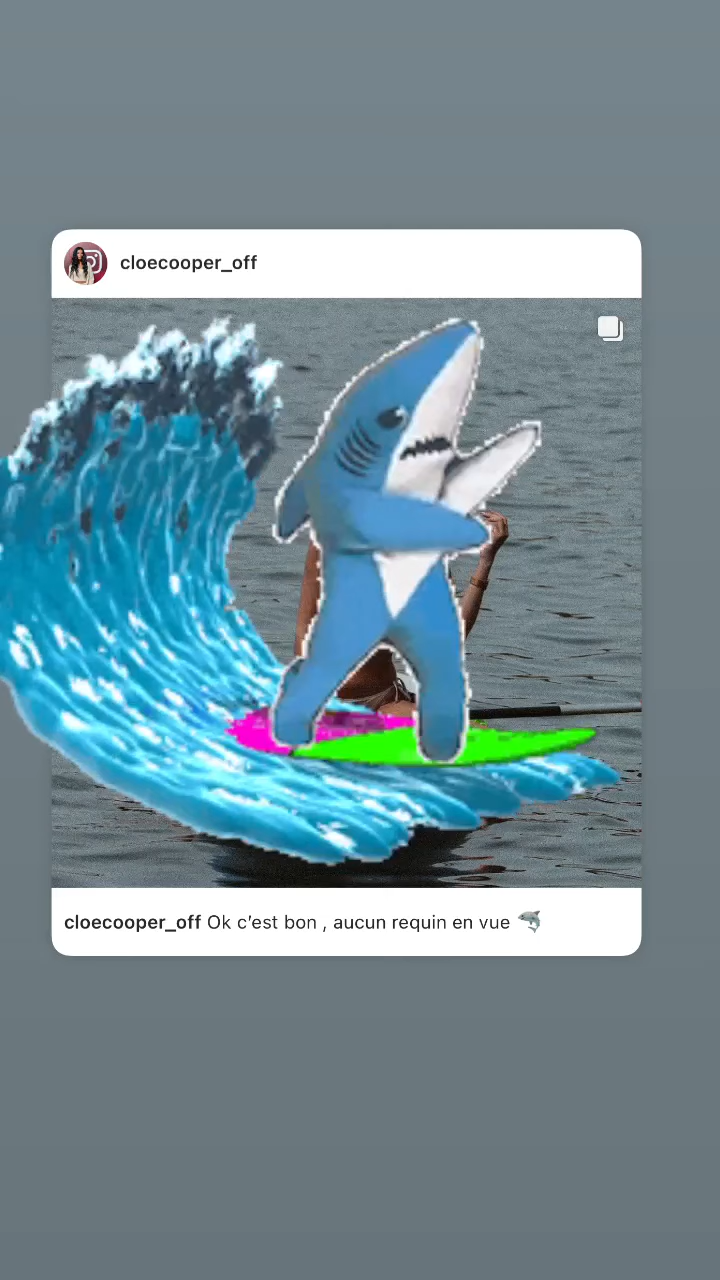 cloecooper_off
cloecooper_off Ok c’est bon , aucun requin en vue 🦈